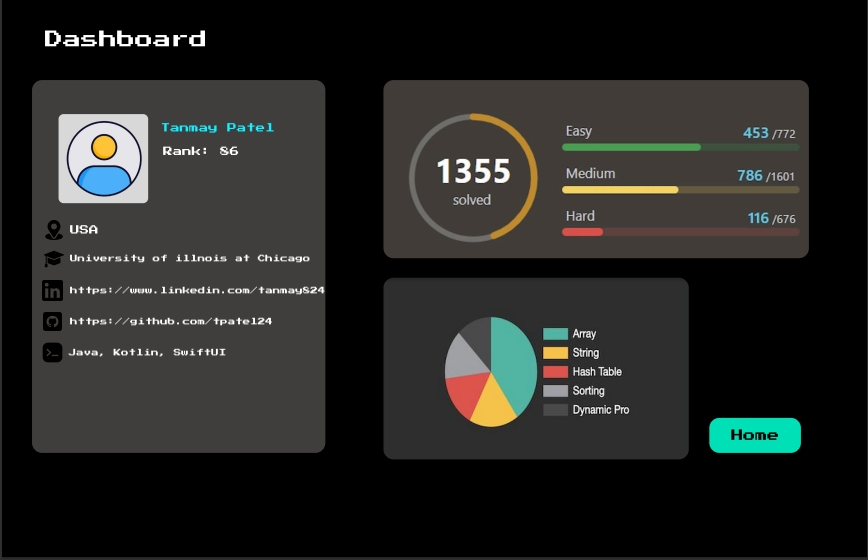 Dashboard
Tanmay Patel
Rank: 86
USA
University of illnois at Chicago
https://www.linkedin.com/tanmay824
https://github.com/tpatel24
Java, Kotlin, SwiftUI
1355
solved
Easy 453 /772
Medium 786 /1601
Hard 116 /676
Array
String
Hash Table
Sorting
Dynamic Pro
Home